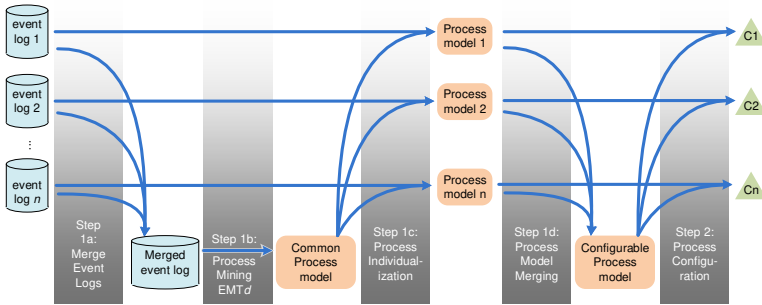 event
log 1
Process
model 1
C1
event
log 2
Process
model 2
C2
...
event
log n
Process
model n
Cn
Step
1a:
Merge
Event
Logs
Merged
event log
Step 1b:
Process
Mining
EMTd
Common
Process
model
Step 1c:
Process
Individual-
ization
Step 1d:
Process
Model
Merging
Configurable
Process
model
Step 2:
Process
Configu-
ration